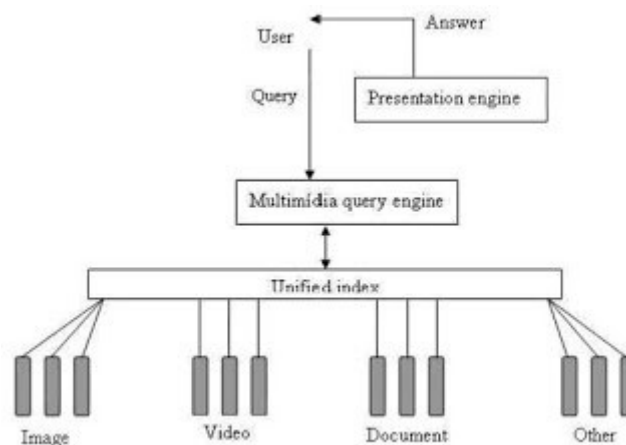 Answer
User
Query
Presentation engine
Multimídia query engine
Unified index
Image
Video
Document
Other